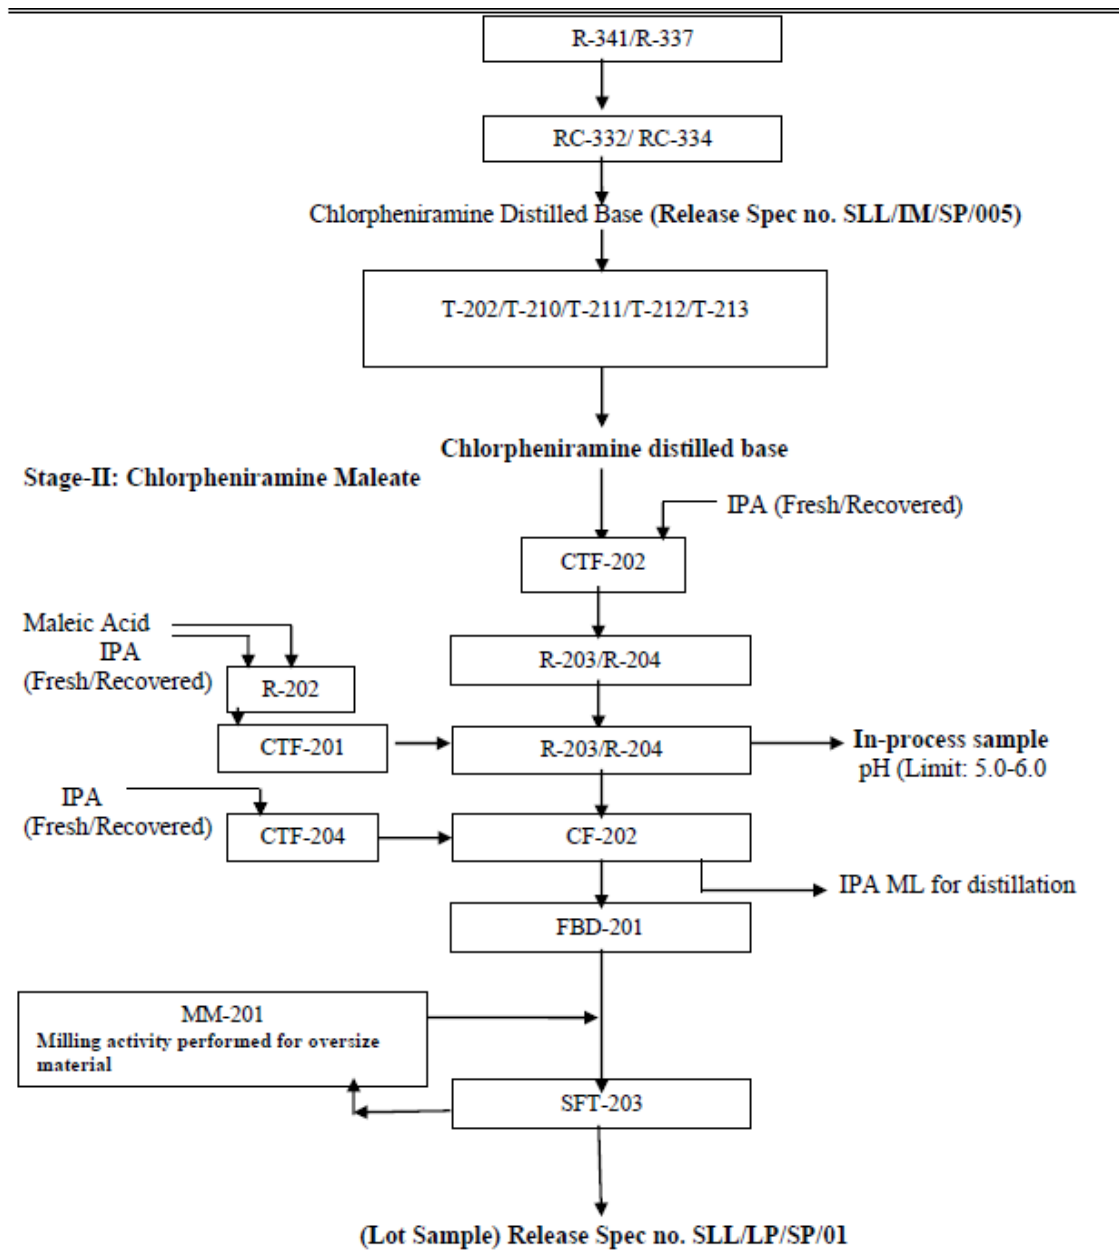 R-341/R-337
RC-332/ RC-334
Chlorpheniramine Distilled Base (Release Spec no. SLL/IM/SP/005)
T-202/T-210/T-211/T-212/T-213
Chlorpheniramine distilled base
Stage-II: Chlorpheniramine Maleate
IPA (Fresh/Recovered)
CTF-202
Maleic Acid
IPA
(Fresh/Recovered)
R-202
R-203/R-204
CTF-201
R-203/R-204
In-process sample
pH (Limit: 5.0-6.0
IPA
(Fresh/Recovered)
CTF-204
CF-202
IPA ML for distillation
FBD-201
MM-201
Milling activity performed for oversize
material
SFT-203
(Lot Sample) Release Spec no. SLL/LP/SP/01